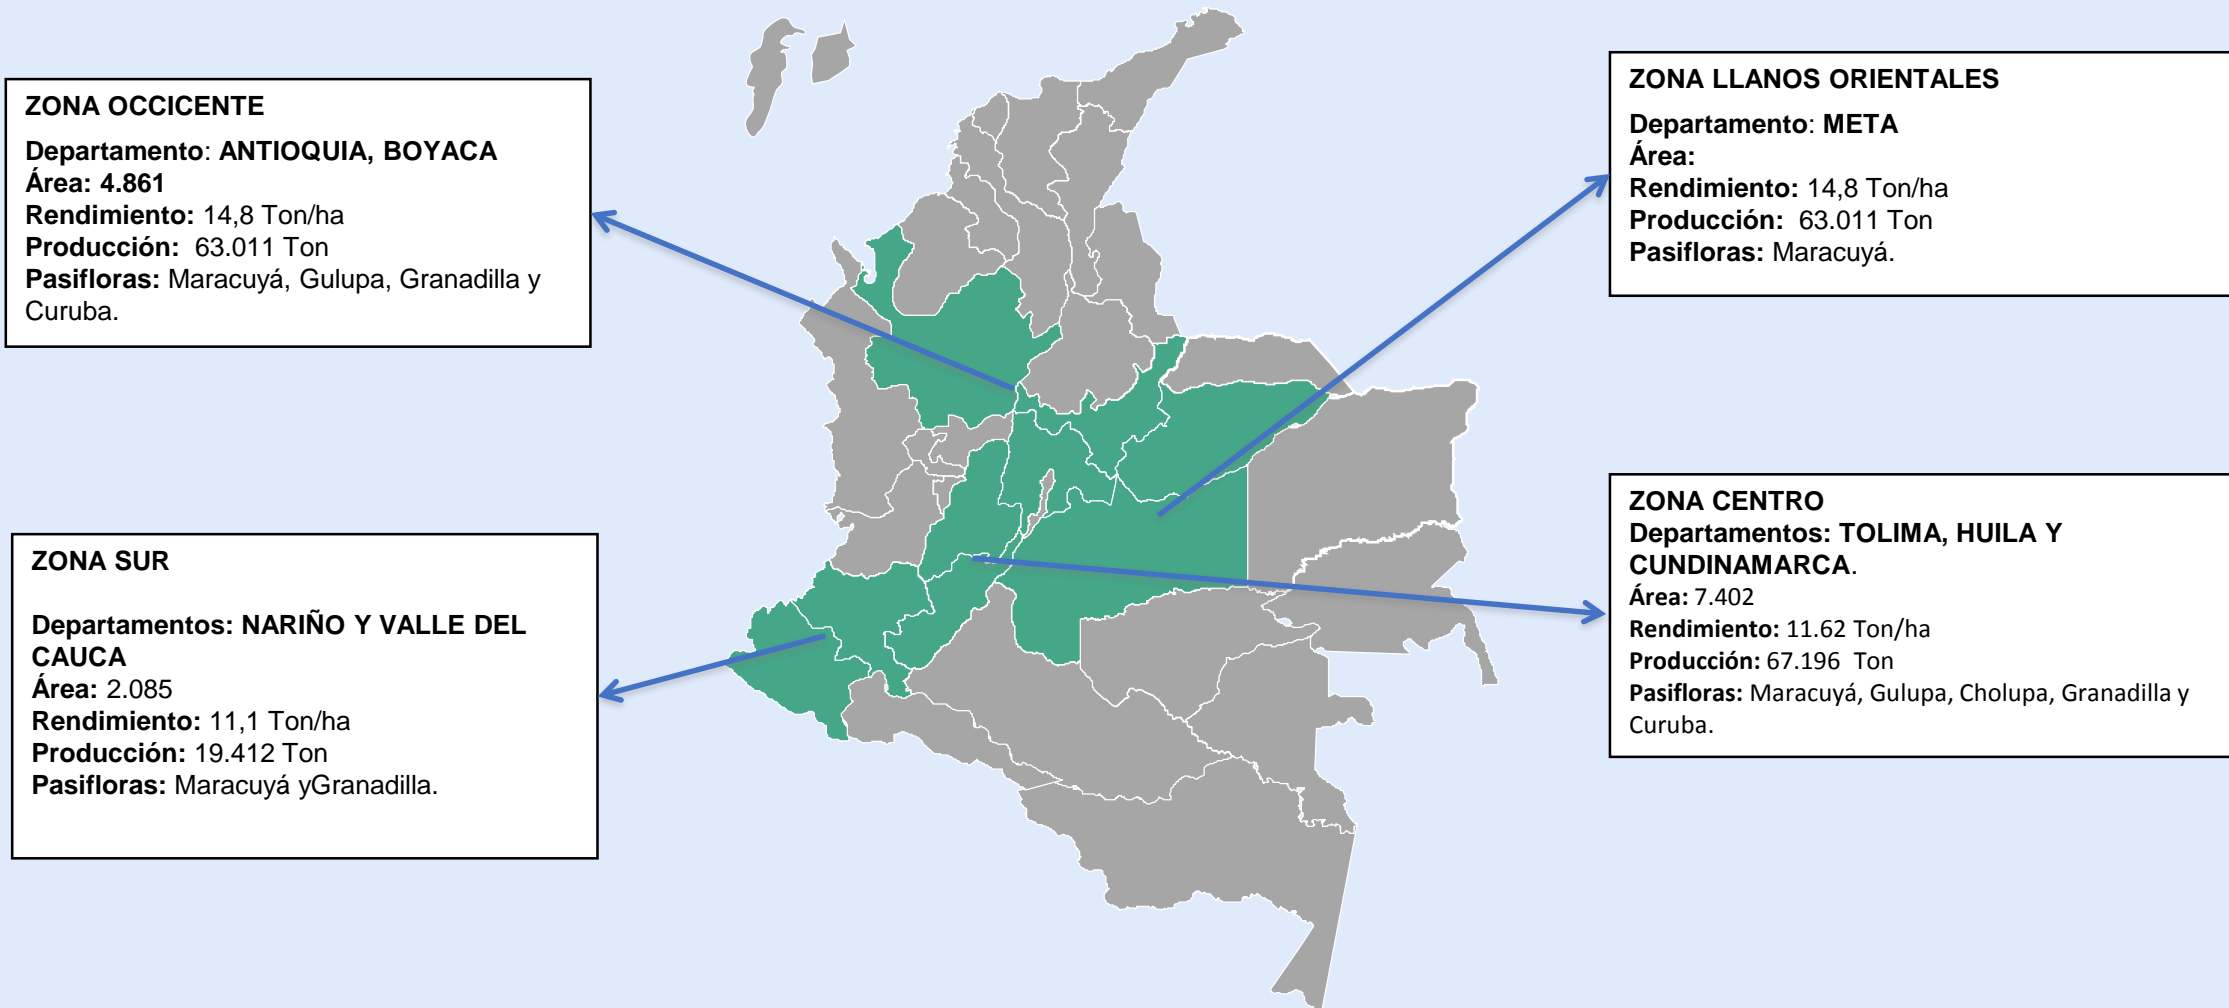 ZONA OCCICENTE
Departamento: ANTIOQUIA, BOYACA
Área: 4.861
Rendimiento: 14,8 Ton/ha
Producción: 63.011 Ton
Pasifloras: Maracuyá, Gulupa, Granadilla y
Curuba.
ZONA LLANOS ORIENTALES
Departamento: META
Área:
Rendimiento: 14,8 Ton/ha
Producción: 63.011 Ton
Pasifloras: Maracuyá.
ZONA SUR
Departamentos: NARIÑO Y VALLE DEL
CAUCA
Área: 2.085
Rendimiento: 11,1 Ton/ha
Producción: 19.412 Ton
Pasifloras: Maracuyá yGranadilla.
ZONA CENTRO
Departamentos: TOLIMA, HUILA Y
CUNDINAMARCA.
Área: 7.402
Rendimiento: 11.62 Ton/ha
Producción: 67.196 Ton
Pasifloras: Maracuyá, Gulupa, Cholupa, Granadilla y
Curuba.